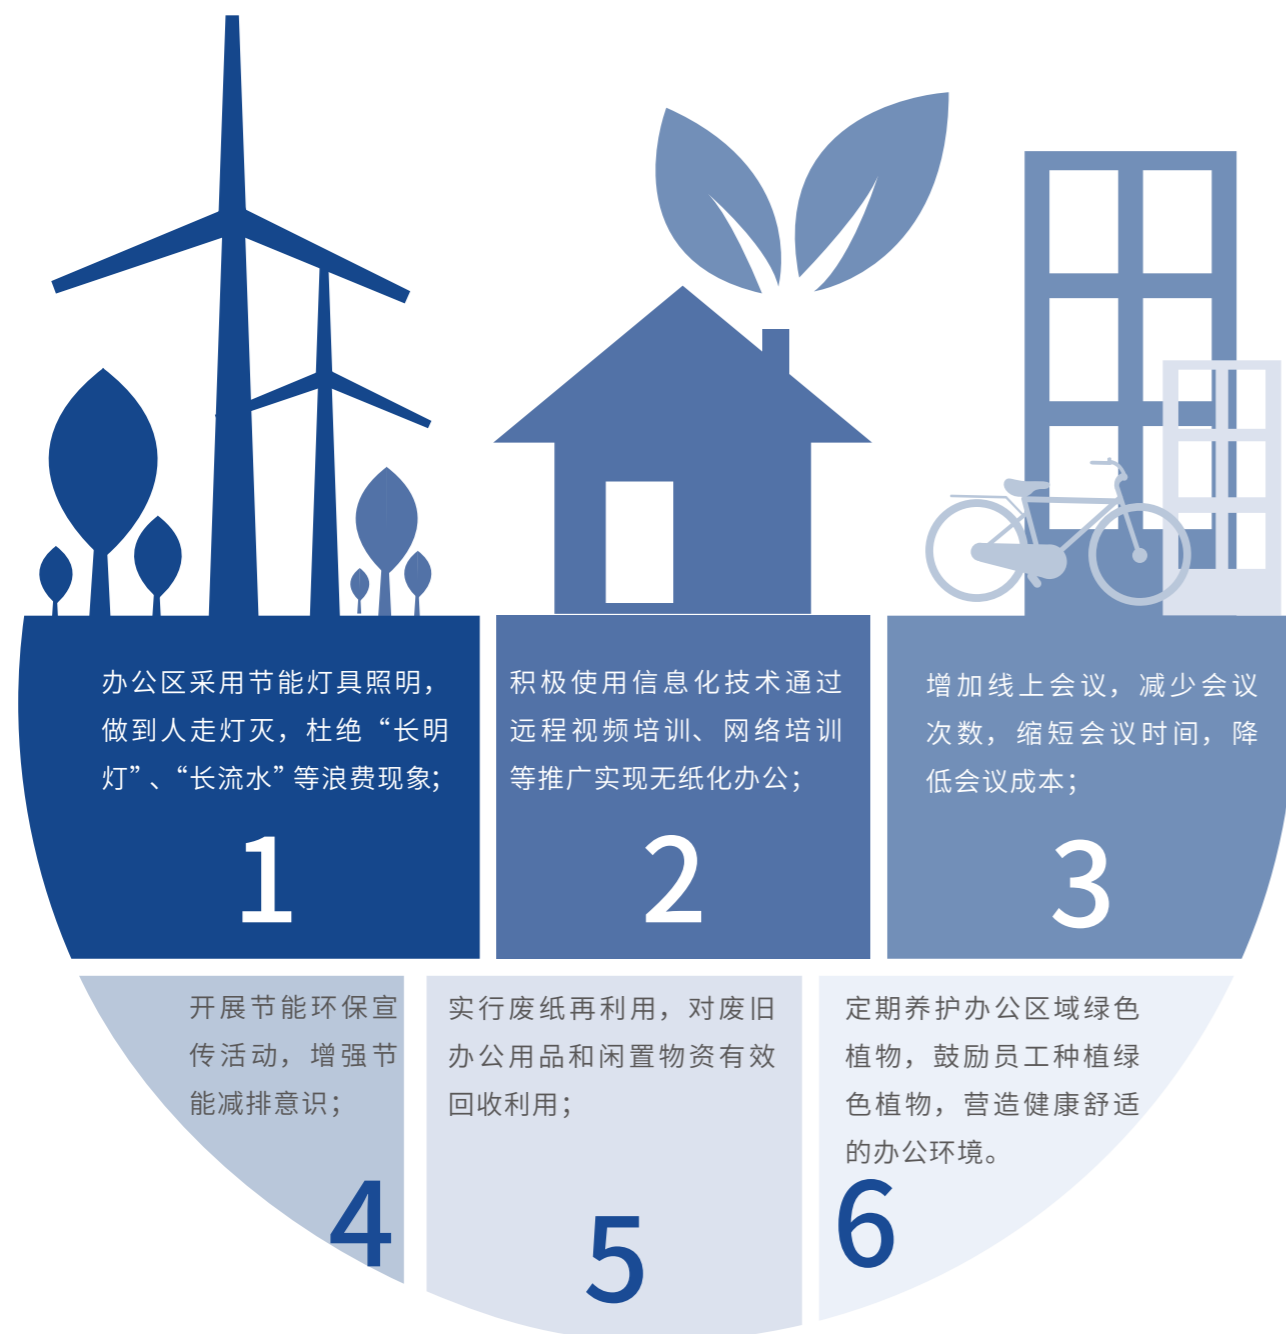 办公区采用节能灯具照明，
做到人走灯灭，杜绝“长明
灯”、“长流水”等浪费现象；
1
积极使用信息化技术通过
远程视频培训、网络培训
等推广实现无纸化办公；
2
增加线上会议，减少会议
次数，缩短会议时间，降
低会议成本；
3
开展节能环保宣
传活动，增强节
能减排意识；
4
实行废纸再利用，对废旧
办公用品和闲置物资有效
回收利用；
5
定期养护办公区域绿色
植物，鼓励员工种植绿
色植物，营造健康舒适
的办公环境。
6